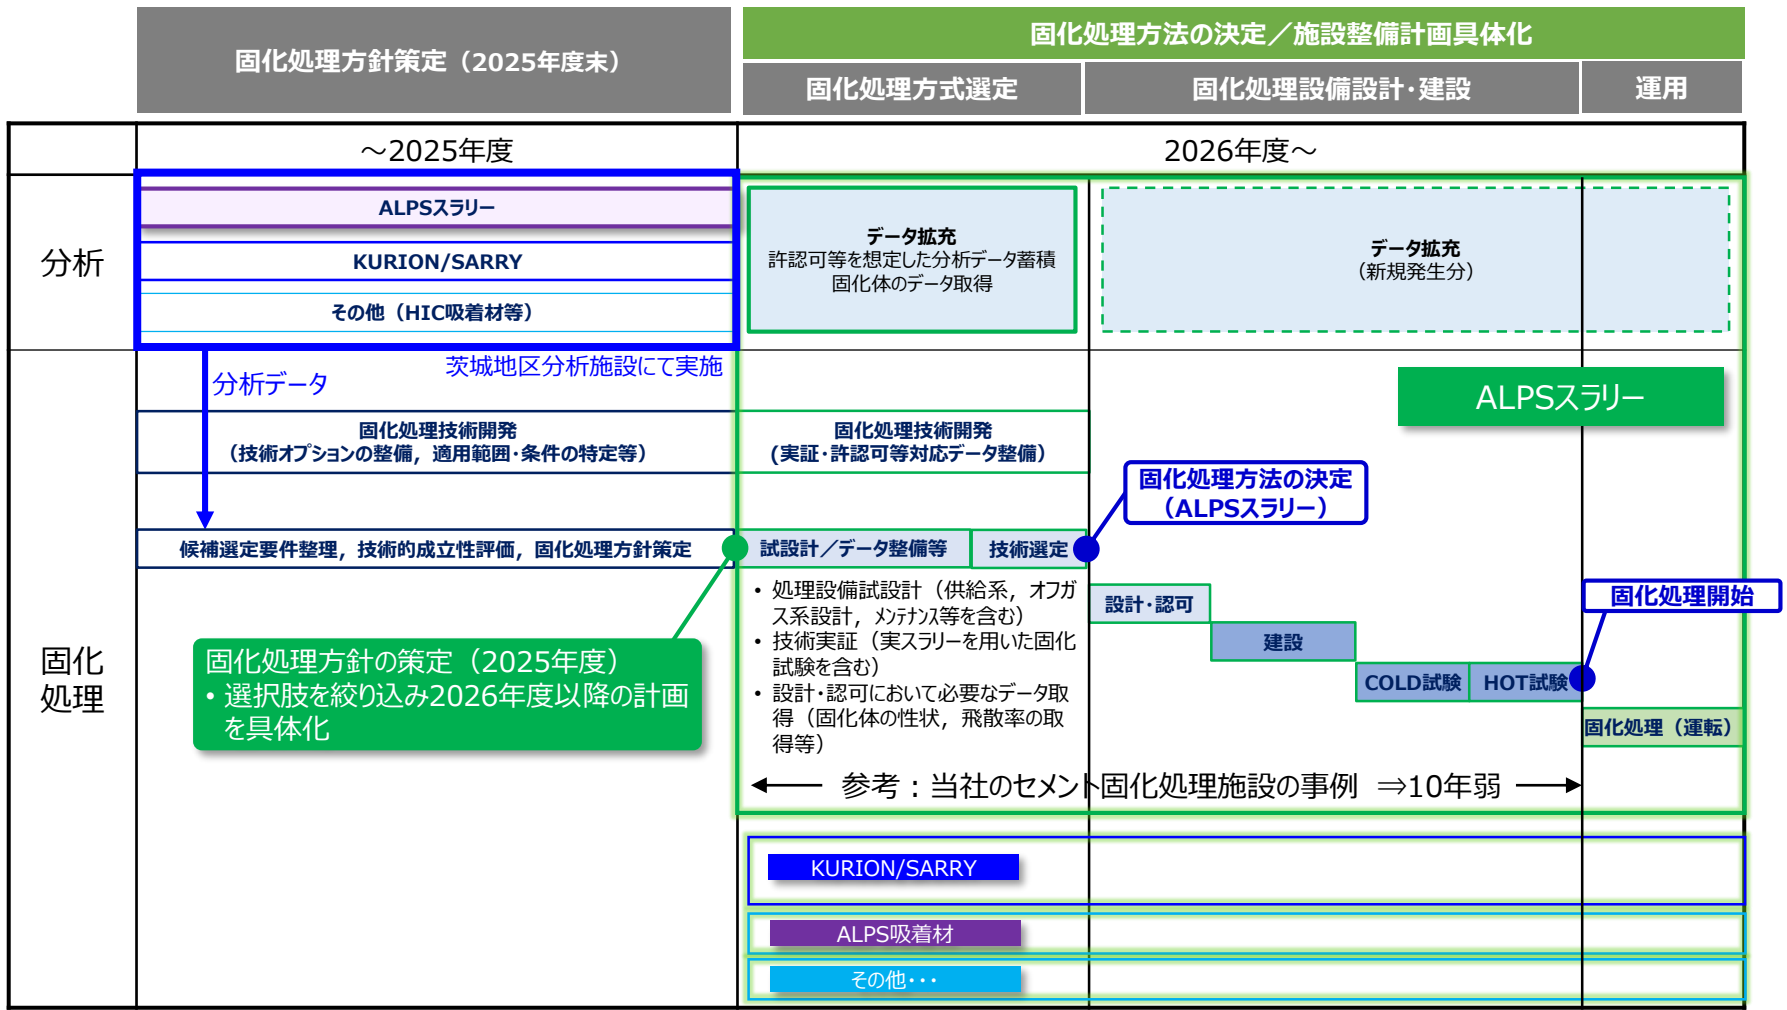 固化処理方針策定（2025年度末）
固化処理方法の決定／施設整備計画具体化
固化処理方式選定
固化処理設備設計・建設
運用
～2025年度
2026年度～
分析
ALPSスラリー
KURION/SARRY
その他（HIC吸着材等）
データ拡充
許認可等を想定した分析データ蓄積
固化体のデータ取得
データ拡充
（新規発生分）
茨城地区分析施設にて実施
分析データ
ALPSスラリー
固化処理技術開発
（技術オプションの整備，適用範囲・条件の特定等）
固化処理技術開発
(実証・許認可等対応データ整備）
固化処理方法の決定
（ALPSスラリー）
候補選定要件整理，技術的成立性評価，固化処理方針策定
試設計／データ整備等
技術選定
固化
処理
• 処理設備試設計（供給系，オフガ
ス系設計，メンテナンス等を含む）
• 技術実証（実スラリーを用いた固化
試験を含む）
• 設計・認可において必要なデータ取
得（固化体の性状，飛散率の取
得等）
設計・認可
建設
COLD試験
HOT試験
固化処理開始
固化処理（運転）
固化処理方針の策定（2025年度）
• 選択肢を絞り込み2026年度以降の計画
を具体化
参考：当社のセメント固化処理施設の事例 ⇒10年弱
KURION/SARRY
ALPS吸着材
その他・・・